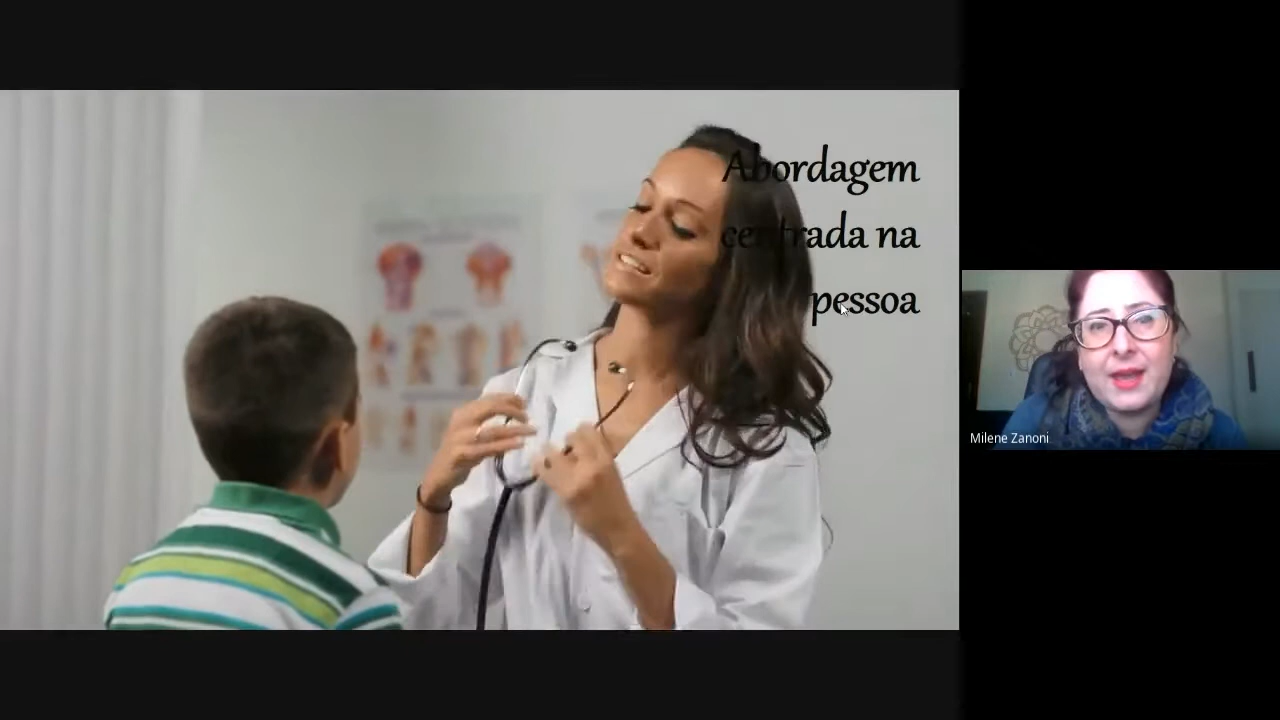 Abordagem
centrada na
pessoa
Milene Zanoni